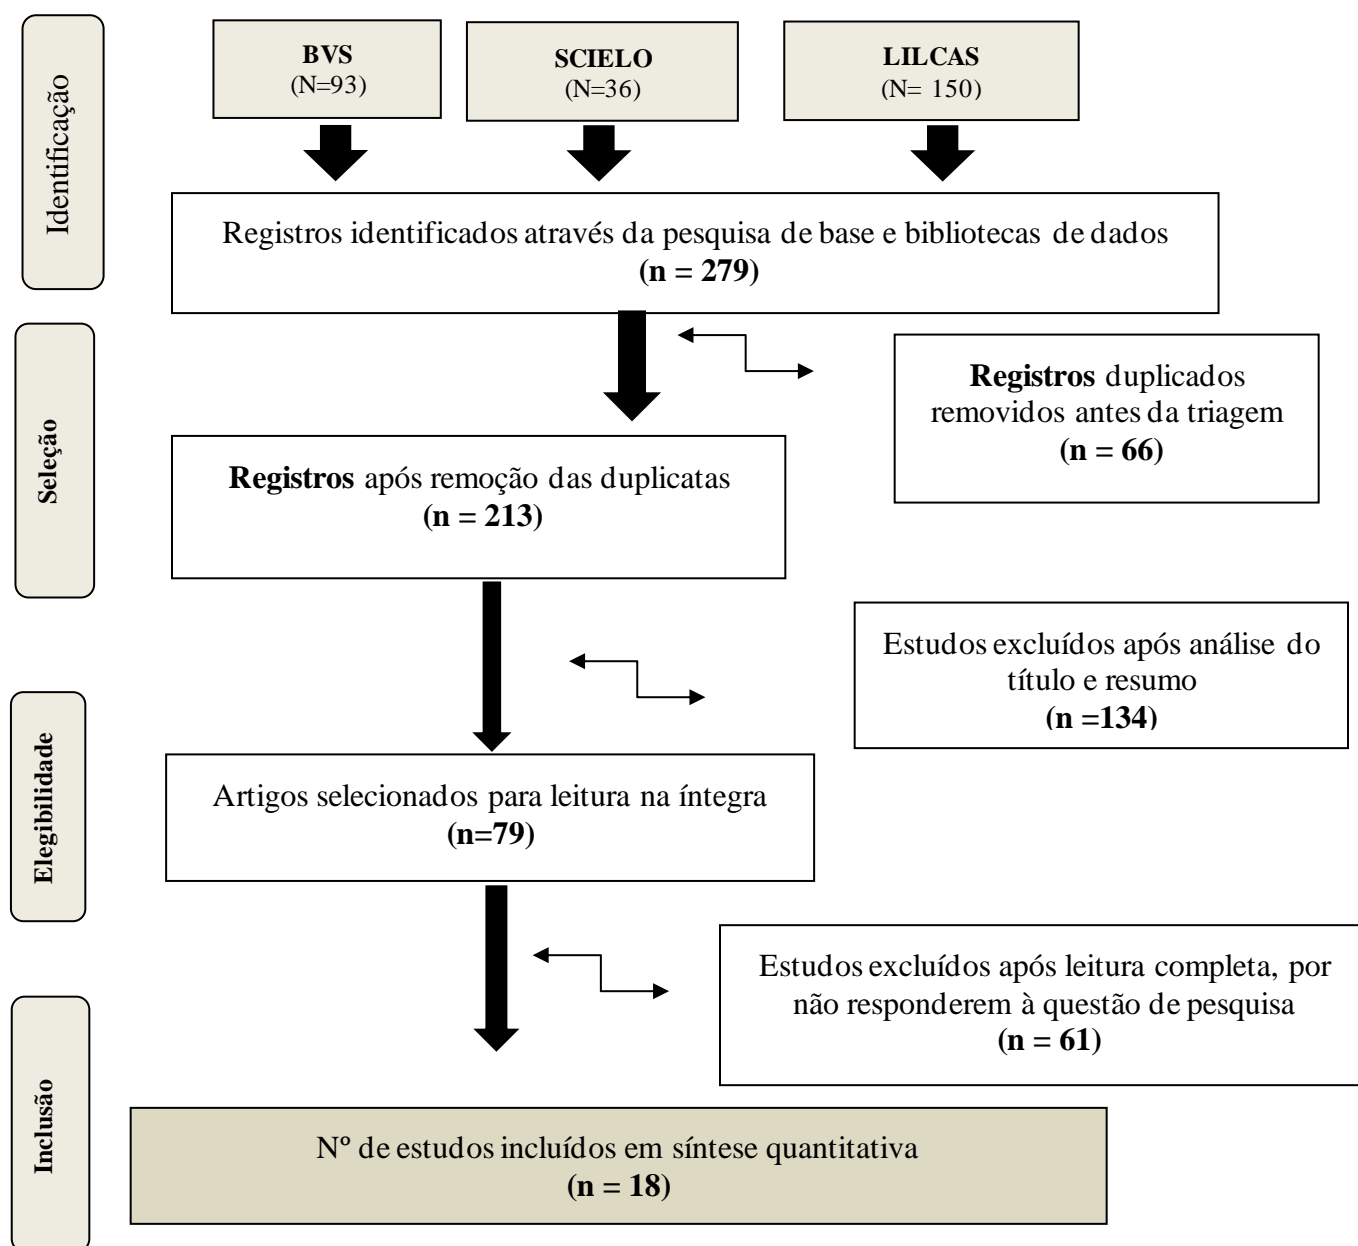 Identificação
BVS
(N=93)
SCIELO
(N=36)
LILCAS
(N= 150)
Registros identificados através da pesquisa de base e bibliotecas de dados
(n = 279)
Seleção
Registros duplicados
removidos antes da triagem
(n = 66)
Registros após remoção das duplicatas
(n = 213)
Estudos excluídos após análise do
título e resumo
(n =134)
Elegibilidade
Artigos selecionados para leitura na íntegra
(n=79)
Estudos excluídos após leitura completa, por
não responderem à questão de pesquisa
(n = 61)
Inclusão
Nº de estudos incluídos em síntese quantitativa
(n = 18)